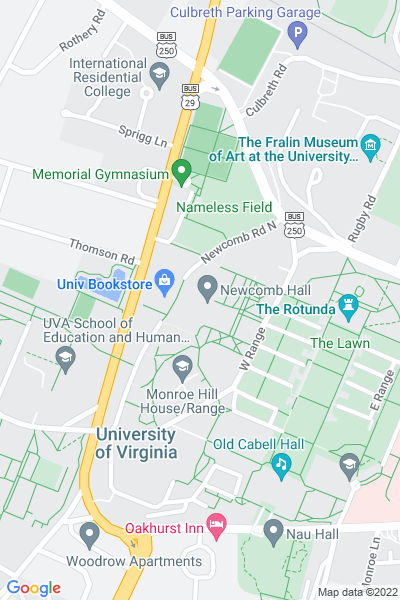 Culbreth Parking Garage
Rothery Rd
BUS
250
P
International
Residential
College
BUS
29
Culbreth Rd
Sprigg Ln
The Fralin Museum
of Art at the University...
Memorial Gymnasium
Nameless Field
BUS
250
Rugby Rd
Newcomb Rd N
Thomson Rd
Univ Bookstore
Newcomb Hall
The Rotunda
UVA School of
Education and Human...
W Range
The Lawn
Monroe Hill
House/Range
E Range
University
of Virginia
Old Cabell Hall
Oakhurst Inn
Nau Hall
Woodrow Apartments
Monroe Ln
Google
Map data ©2022